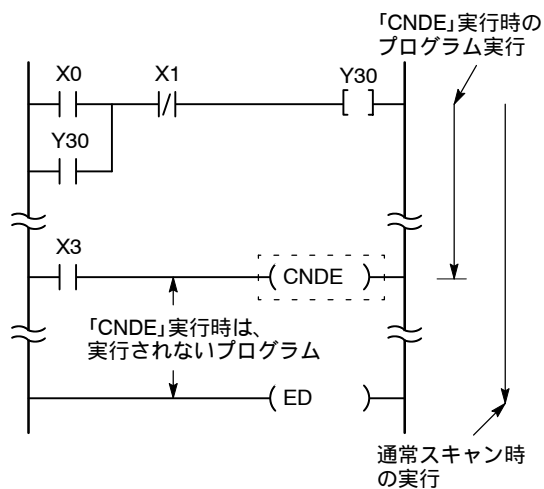 「CNDE」実行時の
プログラム実行
X0
X1
Y30
Y30
X3
CNDE
「CNDE」実行時は、
実行されないプログラム
ED
通常スキャン時
の実行